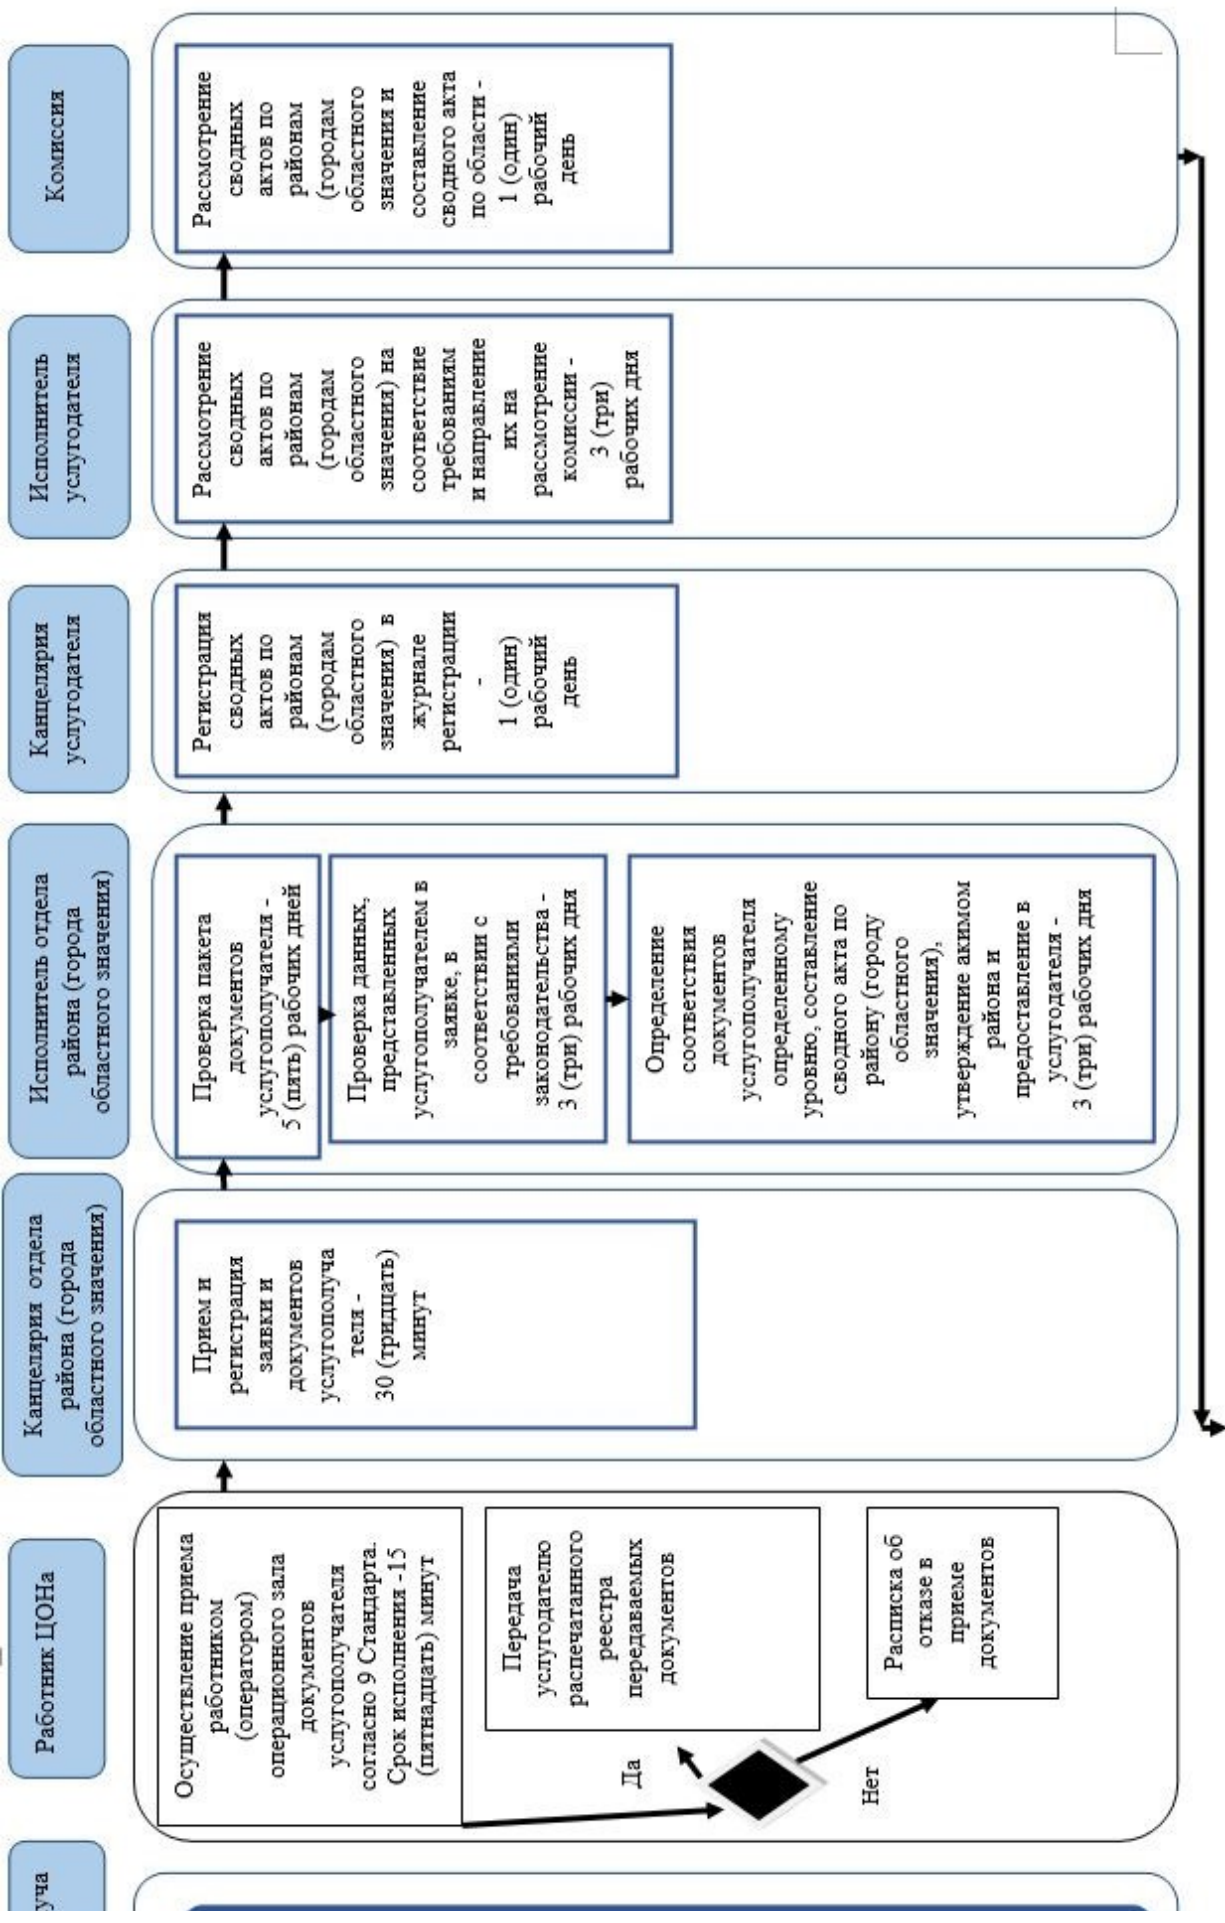 уча
Работник ЦОНа
Канцелярия отдела
района (города
областного значения)
Исполнитель отдела
района (города
областного значения)
Канцелярия
услугодателя
Исполнитель
услугодателя
Комиссия
Осуществление приема
работником
(оператором)
операционного зала
документов
услугополучателя
согласно 9 Стандарта.
Срок исполнения -15
(пятнадцать) минут
Да
Нет
Передача
услугодателю
распечатанного
реестра
передаваемых
документов
Расписка об
отказе в
приеме
документов
Прием и
регистрация
заявки и
документов
услугополуча
теля -
30 (тридцать)
минут
Проверка пакета
документов
услугополучателя -
5 (пять) рабочих дней
Проверка данных,
представленных
услугополучателем в
заявке, в
соответствии с
требованиями
законодательства -
3 (три) рабочих дня
Определение
соответствия
документов
услугополучателя
определенному
уровню, составление
сводного акта по
району (городу
областного
значения),
утверждение акимом
района и
предоставление в
услугодателя -
3 (три) рабочих дня
Регистрация
сводных
актов по
районам
(городам
областного
значения) в
журнале
регистрации
-
1 (один)
рабочий
день
Рассмотрение
сводных
актов по
районам
(городам
областного
значения) на
соответствие
требованиям
и направление
их на
рассмотрение
комиссии -
3 (три)
рабочих дня
Рассмотрение
сводных
актов по
районам
(городам
областного
значения и
составление
сводного акта
по области -
1 (один)
рабочий
день